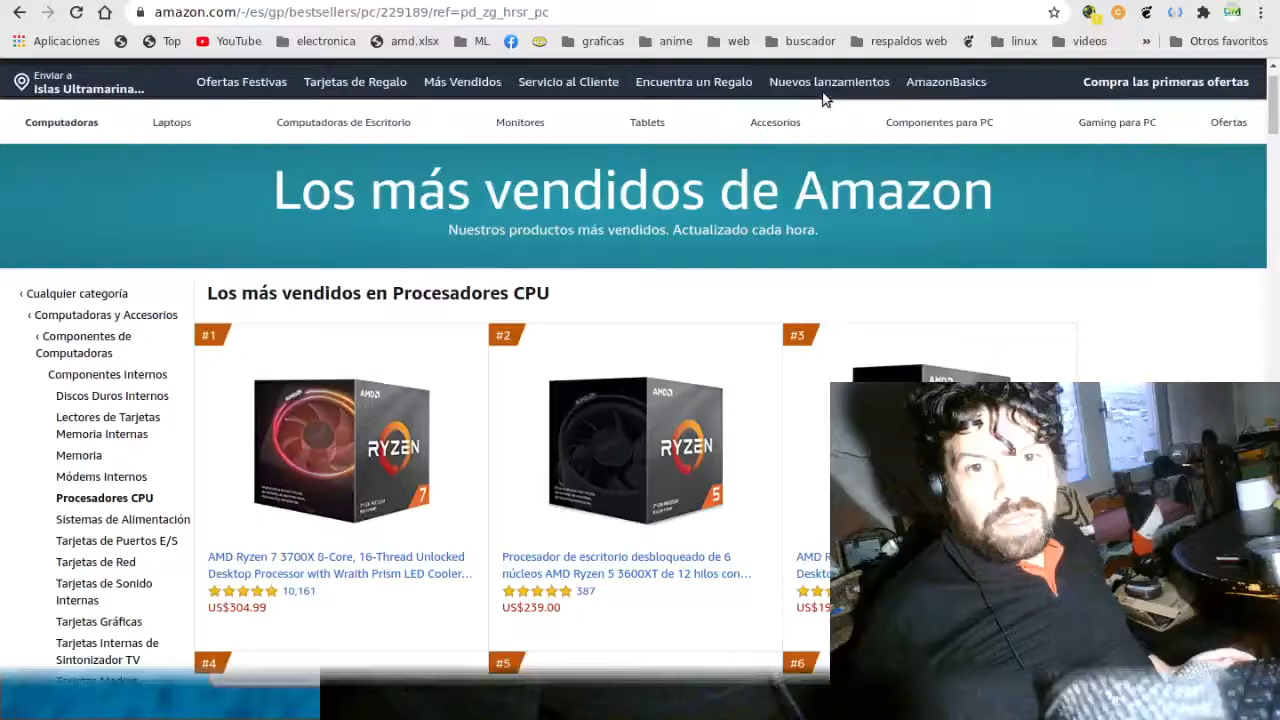 amazon.com/-/es/gp/bestsellers/pc/229189/ref=pd_zg_hrsr_pc
Aplicaciones Top YouTube electronica amd.xlsx ML graficas anime web buscador respaldos web linux videos » Otros favoritos
Enviar a
Islas Ultramarina...
Ofertas Festivas Tarjetas de Regalo Más Vendidos Servicio al Cliente Encuentra un Regalo Nuevos lanzamientos AmazonBasics Compra las primeras ofertas
Computadoras Laptops Computadoras de Escritorio Monitores Tablets Accesorios Componentes para PC Gaming para PC Ofertas
Los más vendidos de Amazon
Nuestros productos más vendidos. Actualizado cada hora.
‹ Cualquier categoría
‹ Computadoras y Accesorios
‹ Componentes de
Computadoras
Componentes Internos
Discos Duros Internos
Lectores de Tarjetas
Memoria Internas
Memoria
Módems Internos
Procesadores CPU
Sistemas de Alimentación
Tarjetas de Puertos E/S
Tarjetas de Red
Tarjetas de Sonido
Internas
Tarjetas Gráficas
Tarjetas Internas de
Sintonizador TV
Los más vendidos en Procesadores CPU
#1
AMD
RYZEN
7
AMD Ryzen 7 3700X 8-Core, 16-Thread Unlocked
Desktop Processor with Wraith Prism LED Cooler...
10,161
US$304.99
#2
AMD
RYZEN
5
Procesador de escritorio desbloqueado de 6
núcleos AMD Ryzen 5 3600XT de 12 hilos con...
387
US$239.00
#3
#4
#5
#6